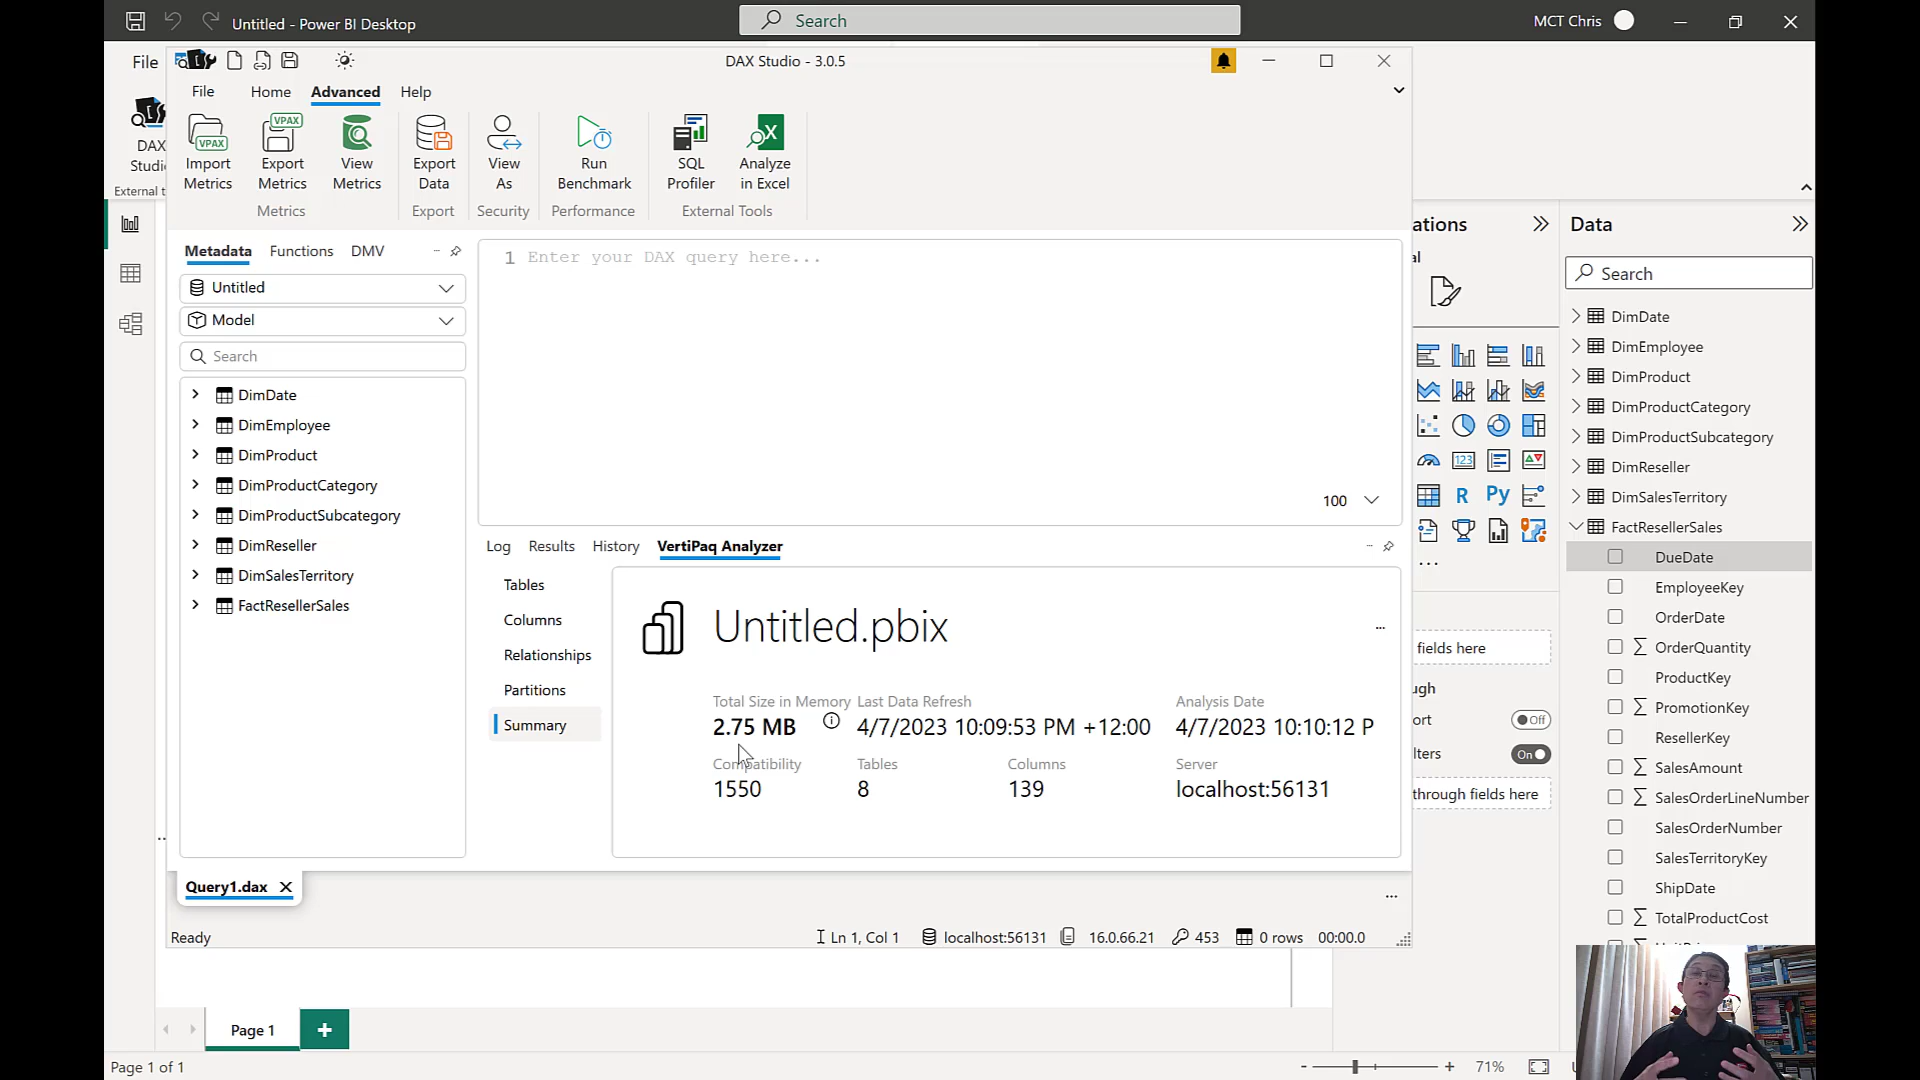 Untitled - Power BI Desktop
Search
MCT Chris
File
DAX Studio - 3.0.5
File
Home
Advanced
Help
DAX
External
VPAX
Import
Metrics
VPAX
Export
Metrics
View
Metrics
Metrics
Export
Data
Export
View
As
Security
Run
Benchmark
Performance
SQL
Profiler
Analyze
in Excel
External Tools
Metadata
Functions
DMV
Untitled
Model
Search
DimDate
DimEmployee
DimProduct
DimProductCategory
DimProductSubcategory
DimReseller
DimSalesTerritory
FactResellerSales
1 Enter your DAX query here...
100
Log
Results
History
VertiPaq Analyzer
Tables
Columns
Relationships
Partitions
Summary
Untitled.pbix
...
Total Size in Memory
2.75 MB
Last Data Refresh
4/7/2023 10:09:53 PM +12:00
Analysis Date
4/7/2023 10:10:12 P
Compatibility
1550
Tables
8
Columns
139
Server
localhost:56131
Query1.dax
...
Ready
Ln 1, Col 1
localhost:56131
16.0.66.21
453
0 rows
00:00.0
ations
123
R
Py
...
fields here
Off
On
through fields here
Data
Search
DimDate
DimEmployee
DimProduct
DimProductCategory
DimProductSubcategory
DimReseller
DimSalesTerritory
FactResellerSales
DueDate
EmployeeKey
OrderDate
OrderQuantity
ProductKey
PromotionKey
ResellerKey
SalesAmount
SalesOrderLineNumber
SalesOrderNumber
SalesTerritoryKey
ShipDate
TotalProductCost
Page 1
+
Page 1 of 1
- + 71%